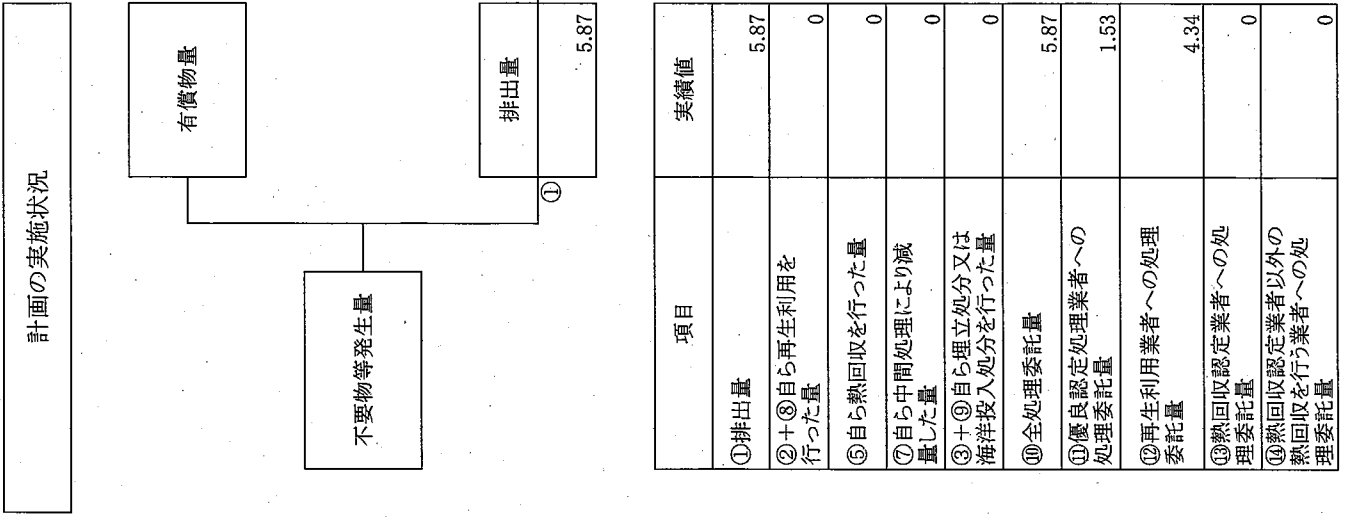 計画の実施状況
不要物等発生量
有償物量
排出量
①
5.87
項目
実績値
①排出量
5.87
②+⑧自ら再生利用を
行った量
0
⑤自ら熱回収を行った量
0
⑦自ら中間処理により減
量した量
0
③+⑨自ら埋立処分又は
海洋投入処分を行った量
0
⑩全処理委託量
5.87
⑪優良認定処理業者への
処理委託量
1.53
⑫再生利用業者への処理
委託量
4.34
⑬熱回収認定業者への処
理委託量
0
⑭熱回収認定業者以外の
熱回収を行う業者への処
理委託量
0